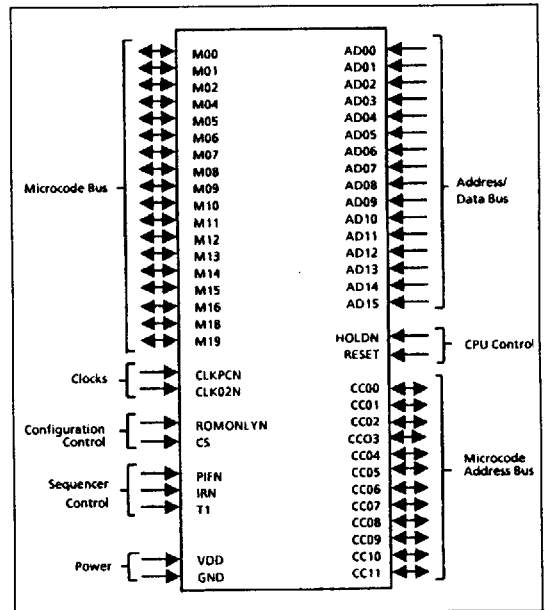 Microcode Bus
M00
M01
M02
M04
M05
M06
M07
M08
M09
M10
M11
M12
M13
M14
M15
M16
M18
M19
Clocks
CLKPCN
CLK02N
Configuration
Control
ROMONLYN
CS
Sequencer
Control
PIFN
IRN
T1
Power
VDD
GND
AD00
AD01
AD02
AD03
AD04
AD05
AD06
AD07
AD08
AD09
AD10
AD11
AD12
AD13
AD14
AD15
Address/
Data Bus
HOLDN
RESET
CPU Control
CC00
CC01
CC02
CCO3
CC04
CC05
CC06
CC07
CC08
CC09
CC10
CC11
Microcode
Address Bus